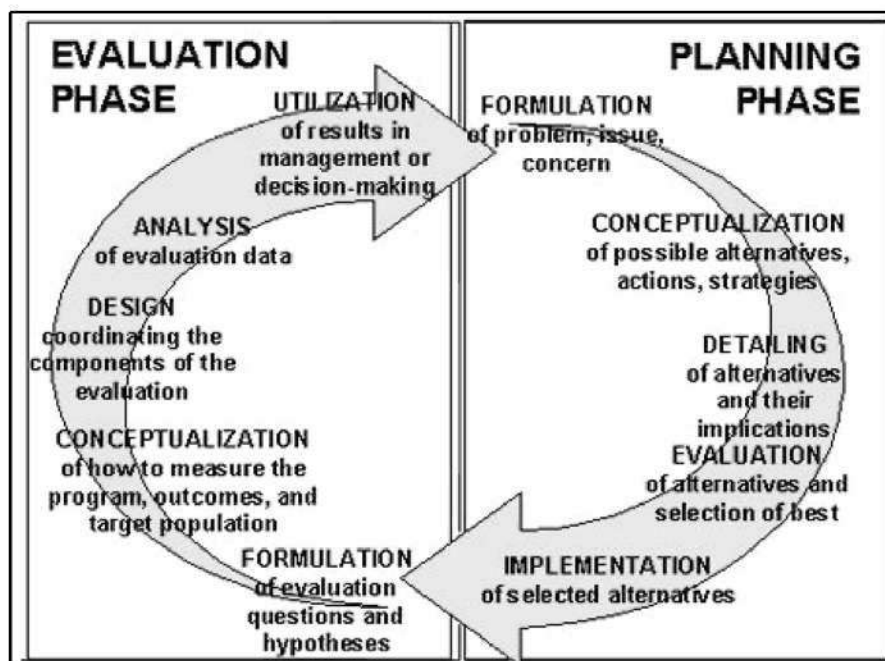 EVALUATION
PHASE
UTILIZATION
of results in
management or
decision-making
ANALYSIS
of evaluation data
DESIGN
coordinating the
components of the
evaluation
CONCEPTUALIZATION
of how to measure the
program, outcomes, and
target population
FORMULATION
of evaluation
questions and
hypotheses
PLANNING
PHASE
FORMULATION
of problem, issue,
concern
CONCEPTUALIZATION
of possible alternatives,
actions, strategies
DETAILING
of alternatives
and their
implications
EVALUATION
of alternatives and
selection of best
IMPLEMENTATION
of selected alternatives